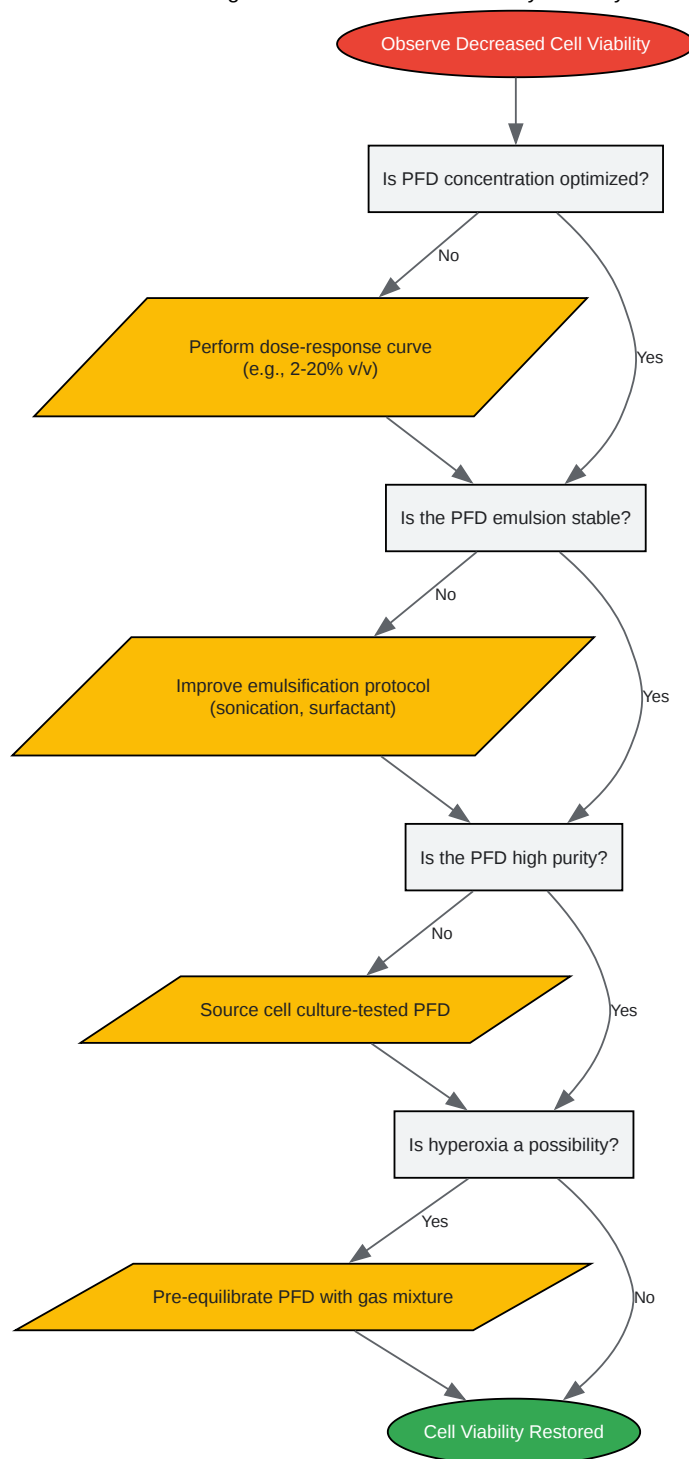 Observe Decreased Cell Viability
Is PFD concentration optimized?
No
Yes
Perform dose-response curve
(e.g., 2-20% v/v)
Is the PFD emulsion stable?
No
Yes
Improve emulsification protocol
(sonication, surfactant)
Is the PFD high purity?
No
Yes
Source cell culture-tested PFD
Is hyperoxia a possibility?
Yes
No
Pre-equilibrate PFD with gas mixture
Cell Viability Restored